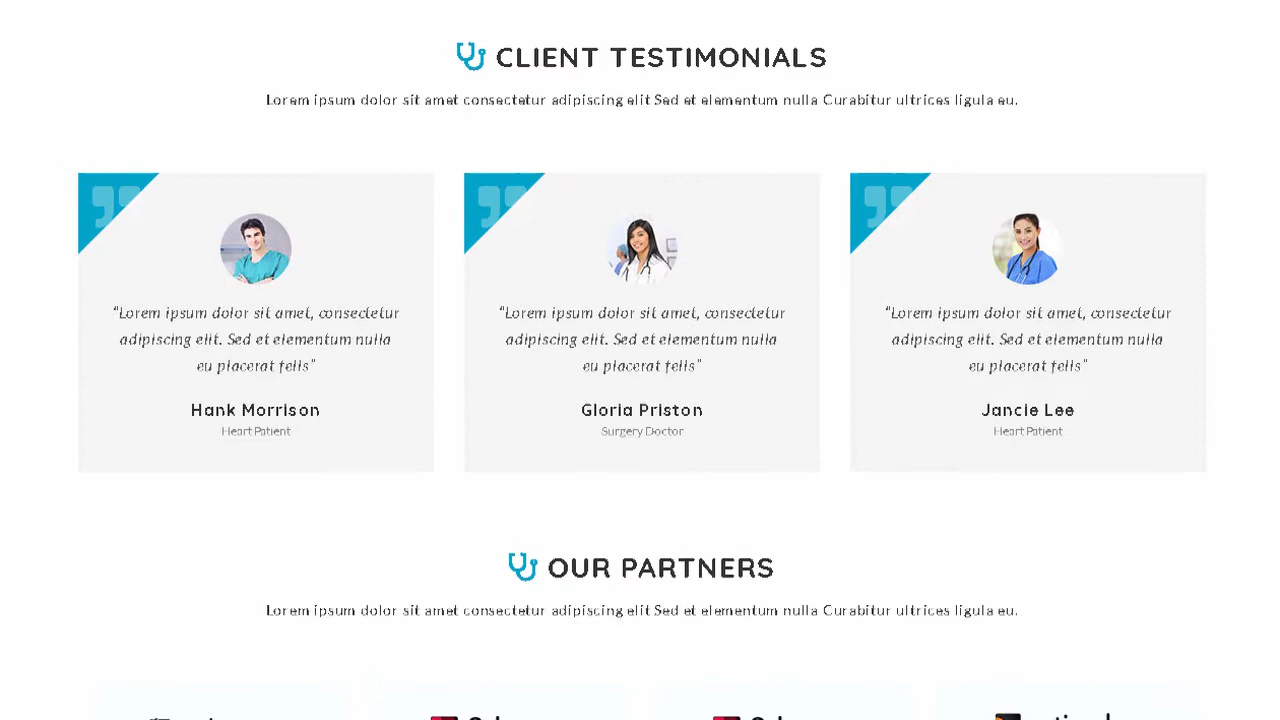 CLIENT TESTIMONIALS
Lorem ipsum dolor sit amet consectetur adipiscing elit Sed et elementum nulla Curabitur ultrices ligula eu.
“Lorem ipsum dolor sit amet, consectetur
adipiscing elit. Sed et elementum nulla
eu placerat felis”
Hank Morrison
Heart Patient
“Lorem ipsum dolor sit amet, consectetur
adipiscing elit. Sed et elementum nulla
eu placerat felis”
Gloria Priston
Surgery Doctor
“Lorem ipsum dolor sit amet, consectetur
adipiscing elit. Sed et elementum nulla
eu placerat felis”
Jancie Lee
Heart Patient
OUR PARTNERS
Lorem ipsum dolor sit amet consectetur adipiscing elit Sed et elementum nulla Curabitur ultrices ligula eu.